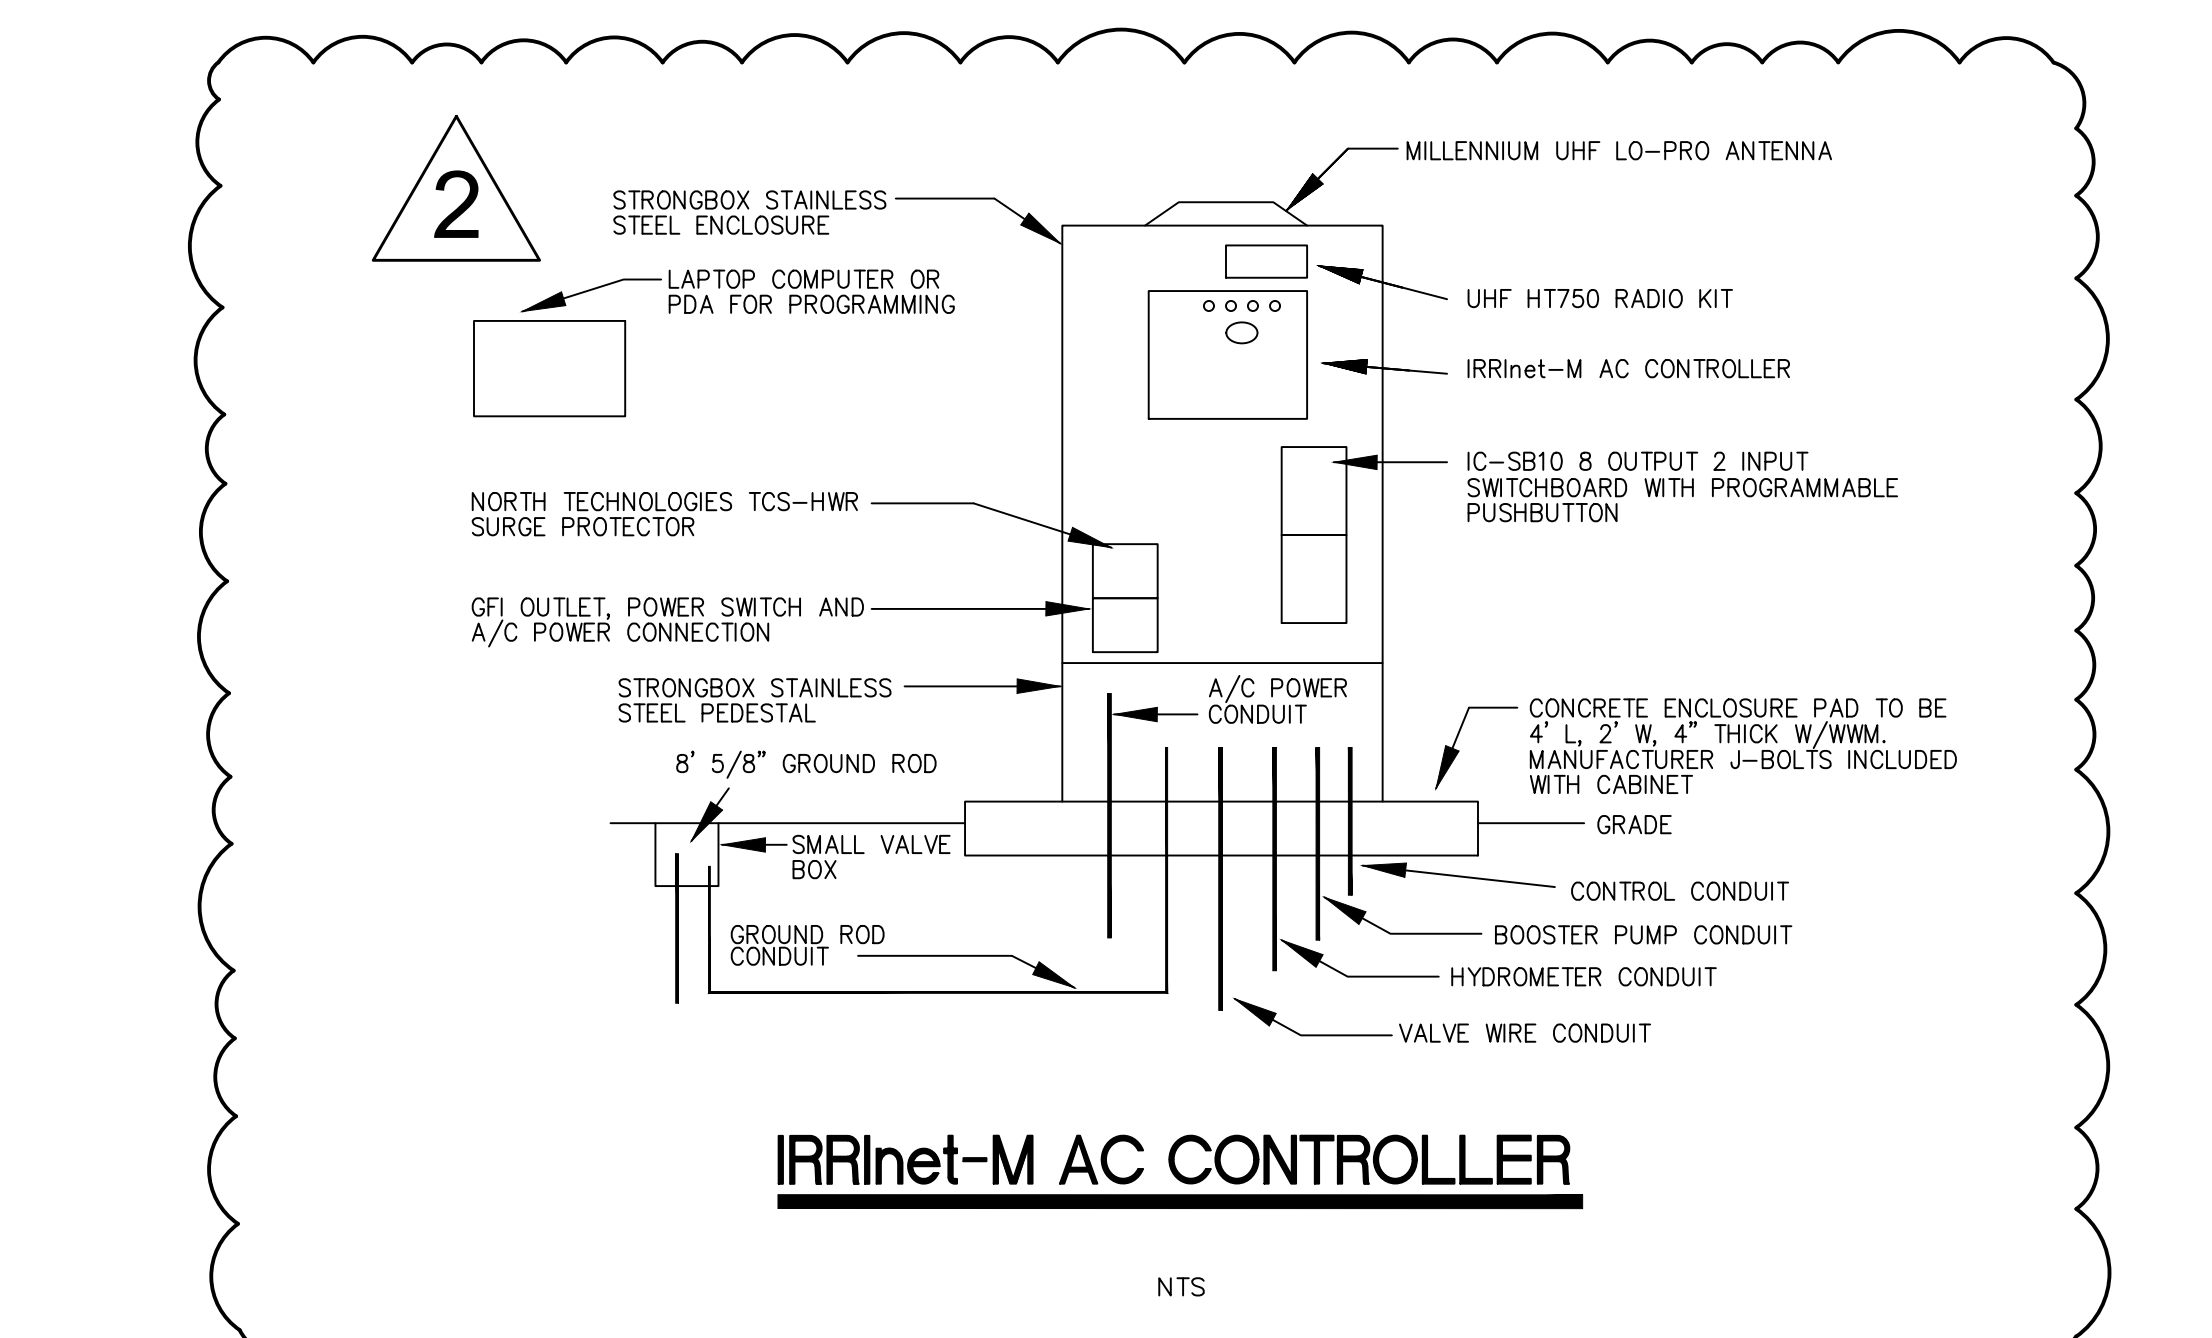 2
MILLENNIUM UHF LO-PRO ANTENNA
STRONGBOX STAINLESS
STEEL ENCLOSURE
LAPTOP COMPUTER OR
PDA FOR PROGRAMMING
UHF HT750 RADIO KIT
IRRInet-M AC CONTROLLER
IC-SB10 8 OUTPUT 2 INPUT
SWITCHBOARD WITH PROGRAMMABLE
PUSHBUTTON
NORTH TECHNOLOGIES TCS-HWR
SURGE PROTECTOR
GFI OUTLET, POWER SWITCH AND
A/C POWER CONNECTION
STRONGBOX STAINLESS
STEEL PEDESTAL
A/C POWER
CONDUIT
CONCRETE ENCLOSURE PAD TO BE
4' L, 2' W, 4" THICK W/WWM.
MANUFACTURER J-BOLTS INCLUDED
WITH CABINET
8' 5/8" GROUND ROD
GRADE
SMALL VALVE
BOX
CONTROL CONDUIT
GROUND ROD
CONDUIT
BOOSTER PUMP CONDUIT
HYDROMETER CONDUIT
VALVE WIRE CONDUIT
IRRInet-M AC CONTROLLER
NTS